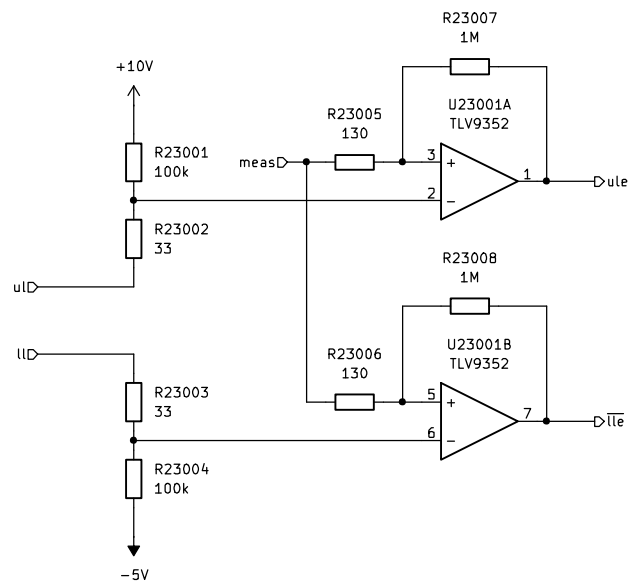 R23007
1M
+10V
U23001A
TLV9352
R23005
130
R23001
100k
meas
3
+
1
ule
2
−
R23002
33
R23008
1M
ul
U23001B
TLV9352
ll
R23006
130
R23003
33
5
+
7
l̅l̅e̅
6
−
R23004
100k
−5V